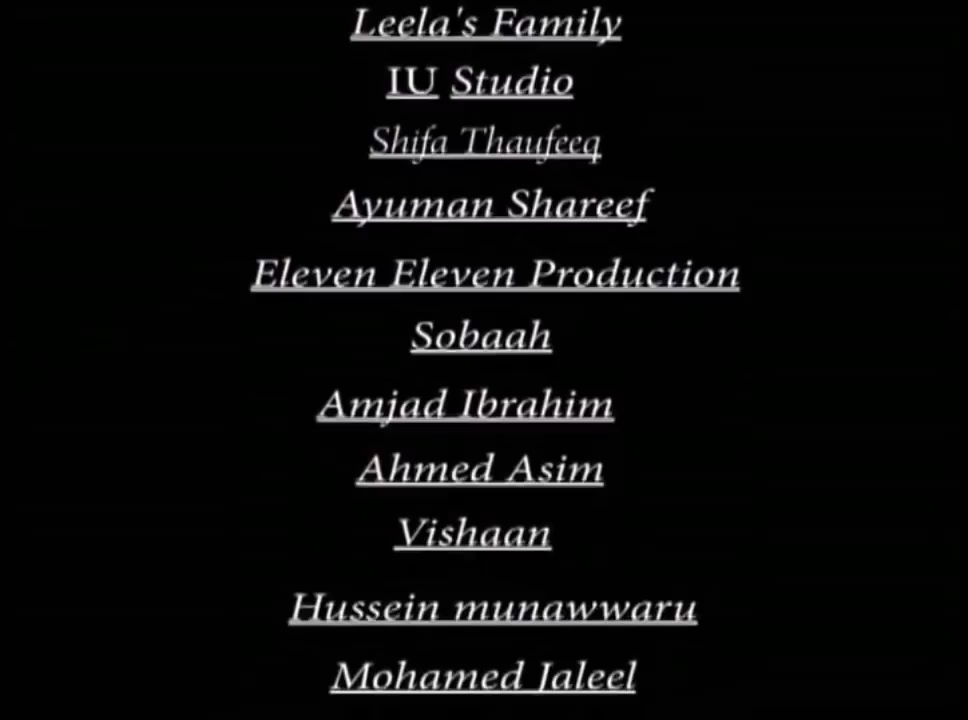 Leela's Family
IU Studio
Shifa Thaufeeq
Ayuman Shareef
Eleven Eleven Production
Sobaah
Amjad Ibrahim
Ahmed Asim
Vishaan
Hussein munawwaru
Mohamed Jaleel